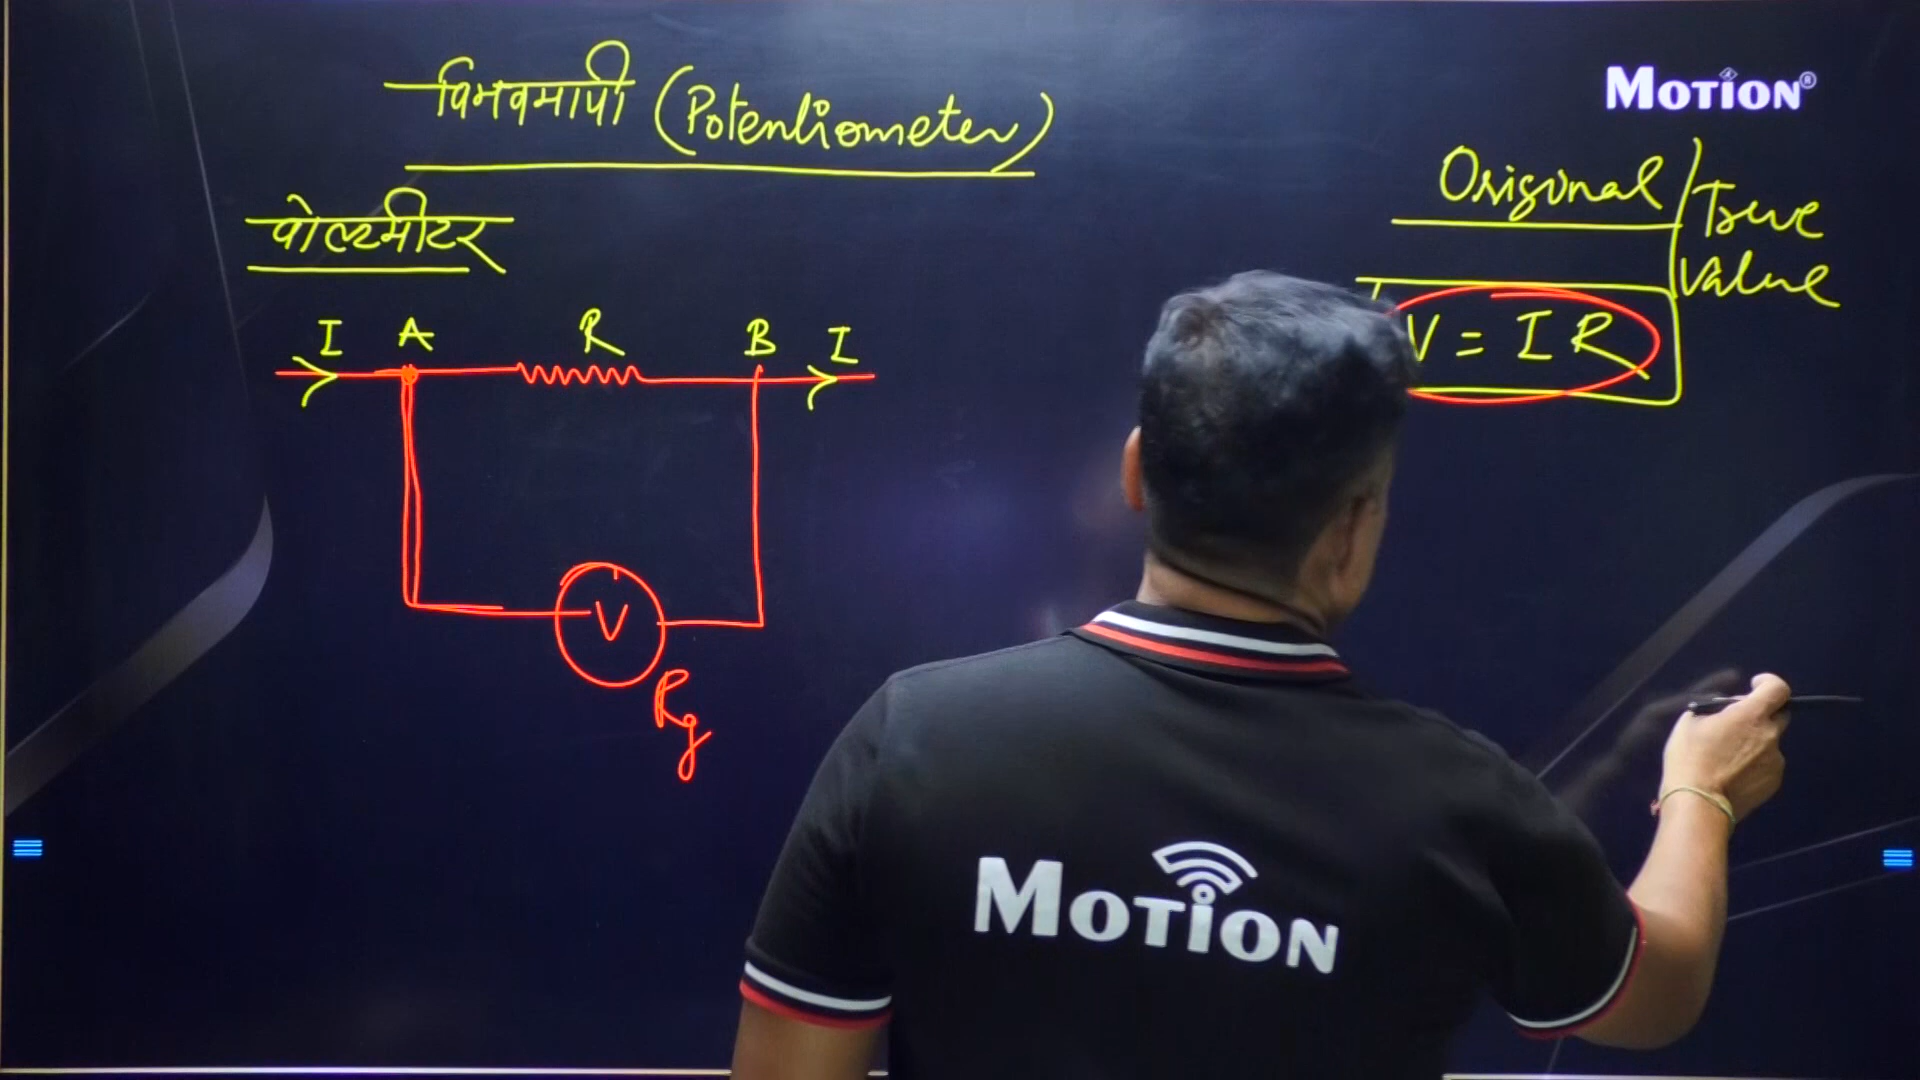 विभवमापी (Potentiometer)
MOTION®
Original / True Value
वोल्टमीटर
I A R B I
V = I R
V
Rg
MOTION